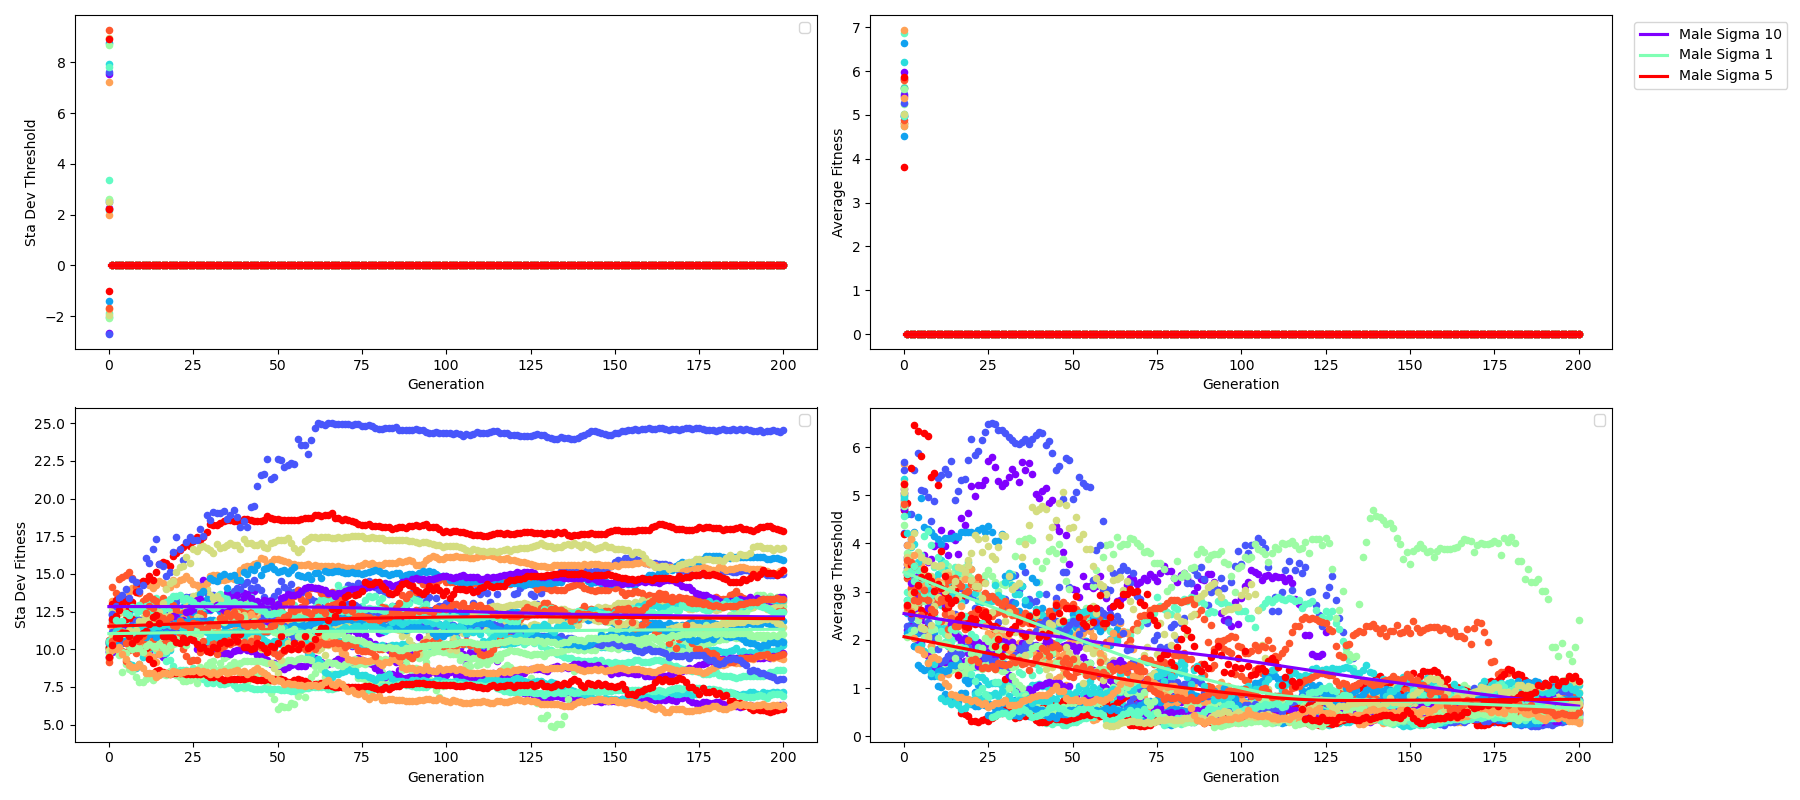 Sta Dev Threshold
8
6
4
2
0
−2
0 25 50 75 100 125 150 175 200
Generation
Average Fitness
7
6
5
4
3
2
1
0
0 25 50 75 100 125 150 175 200
Generation
Male Sigma 10
Male Sigma 1
Male Sigma 5
Sta Dev Fitness
25.0
22.5
20.0
17.5
15.0
12.5
10.0
7.5
5.0
0 25 50 75 100 125 150 175 200
Generation
Average Threshold
6
5
4
3
2
1
0
0 25 50 75 100 125 150 175 200
Generation